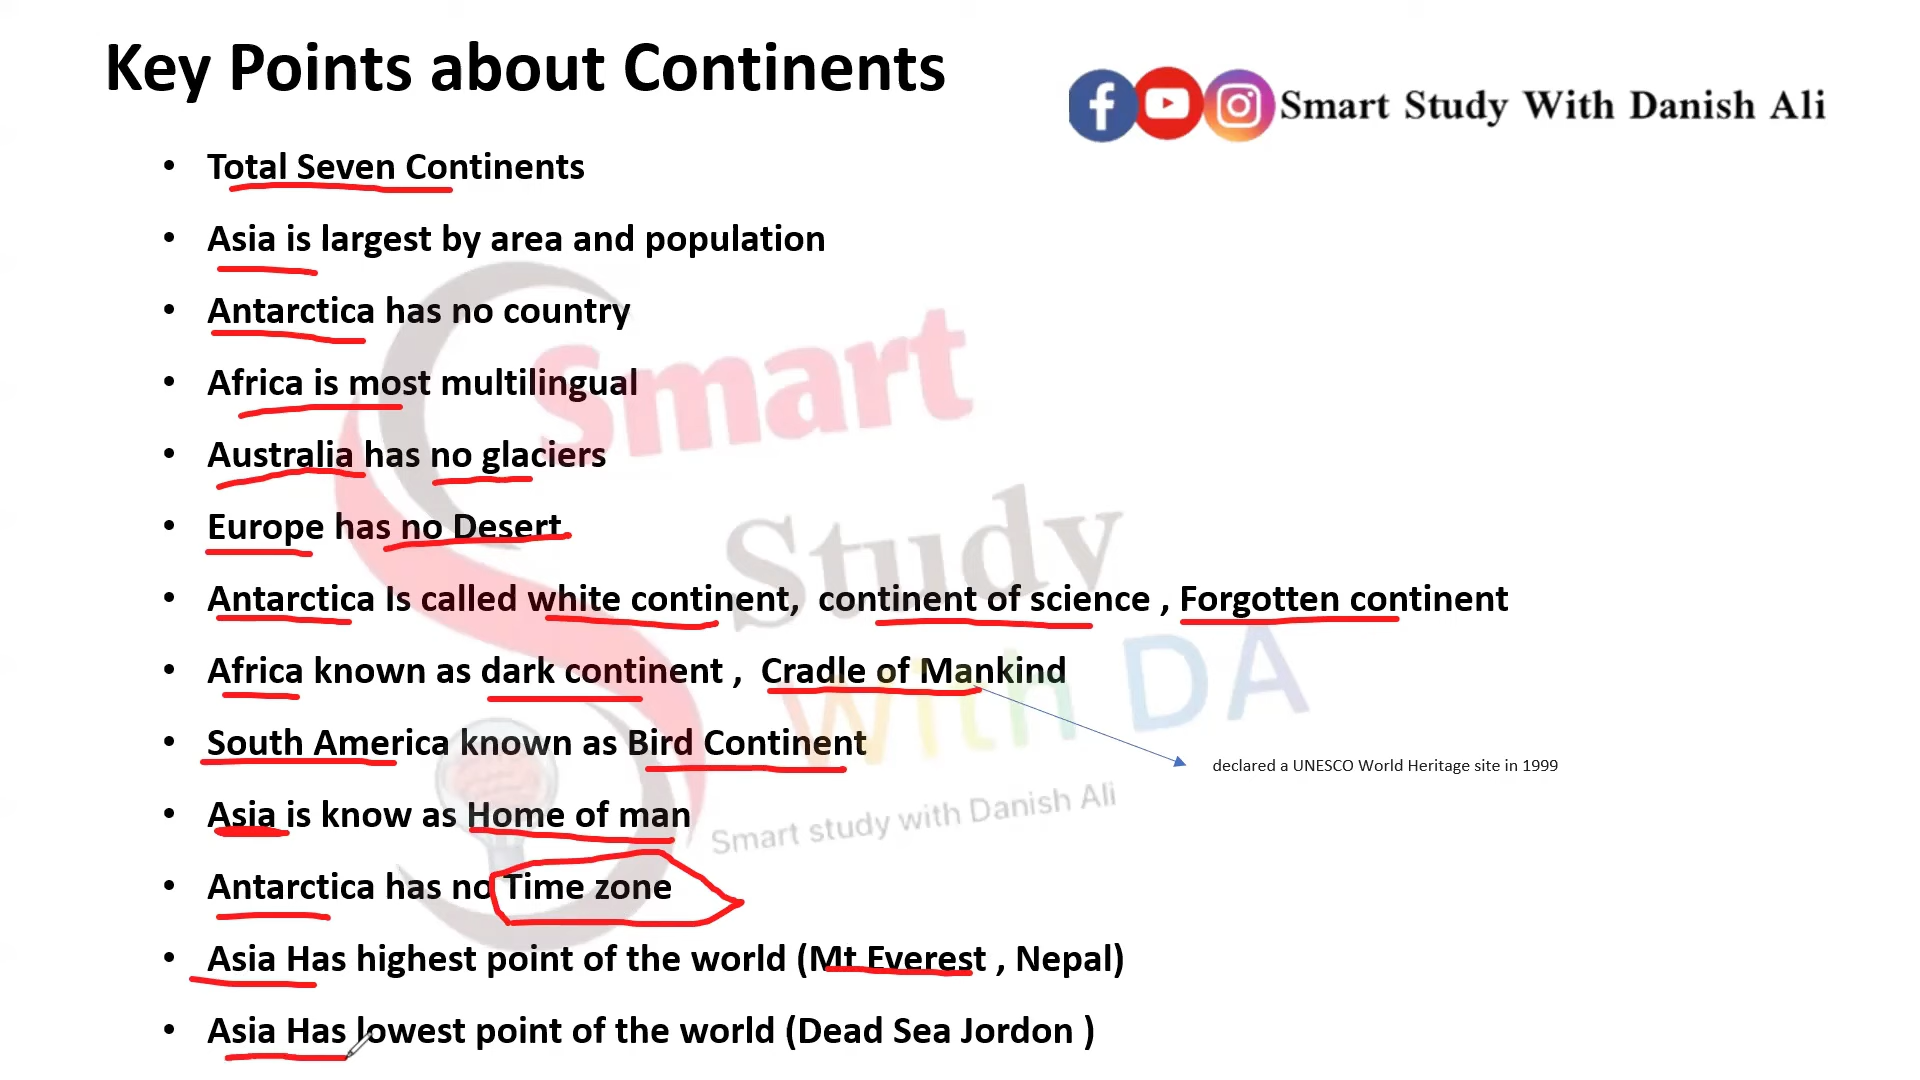 Key Points about Continents
Smart Study With Danish Ali
• Total Seven Continents
• Asia is largest by area and population
• Antarctica has no country
• Africa is most multilingual
• Australia has no glaciers
• Europe has no Desert
• Antarctica Is called white continent, continent of science , Forgotten continent
• Africa known as dark continent , Cradle of Mankind
• South America known as Bird Continent
declared a UNESCO World Heritage site in 1999
• Asia is know as Home of man
• Antarctica has no Time zone
• Asia Has highest point of the world (Mt Everest , Nepal)
• Asia Has lowest point of the world (Dead Sea Jordon )
Smart
Study
With DA
Smart study with Danish Ali